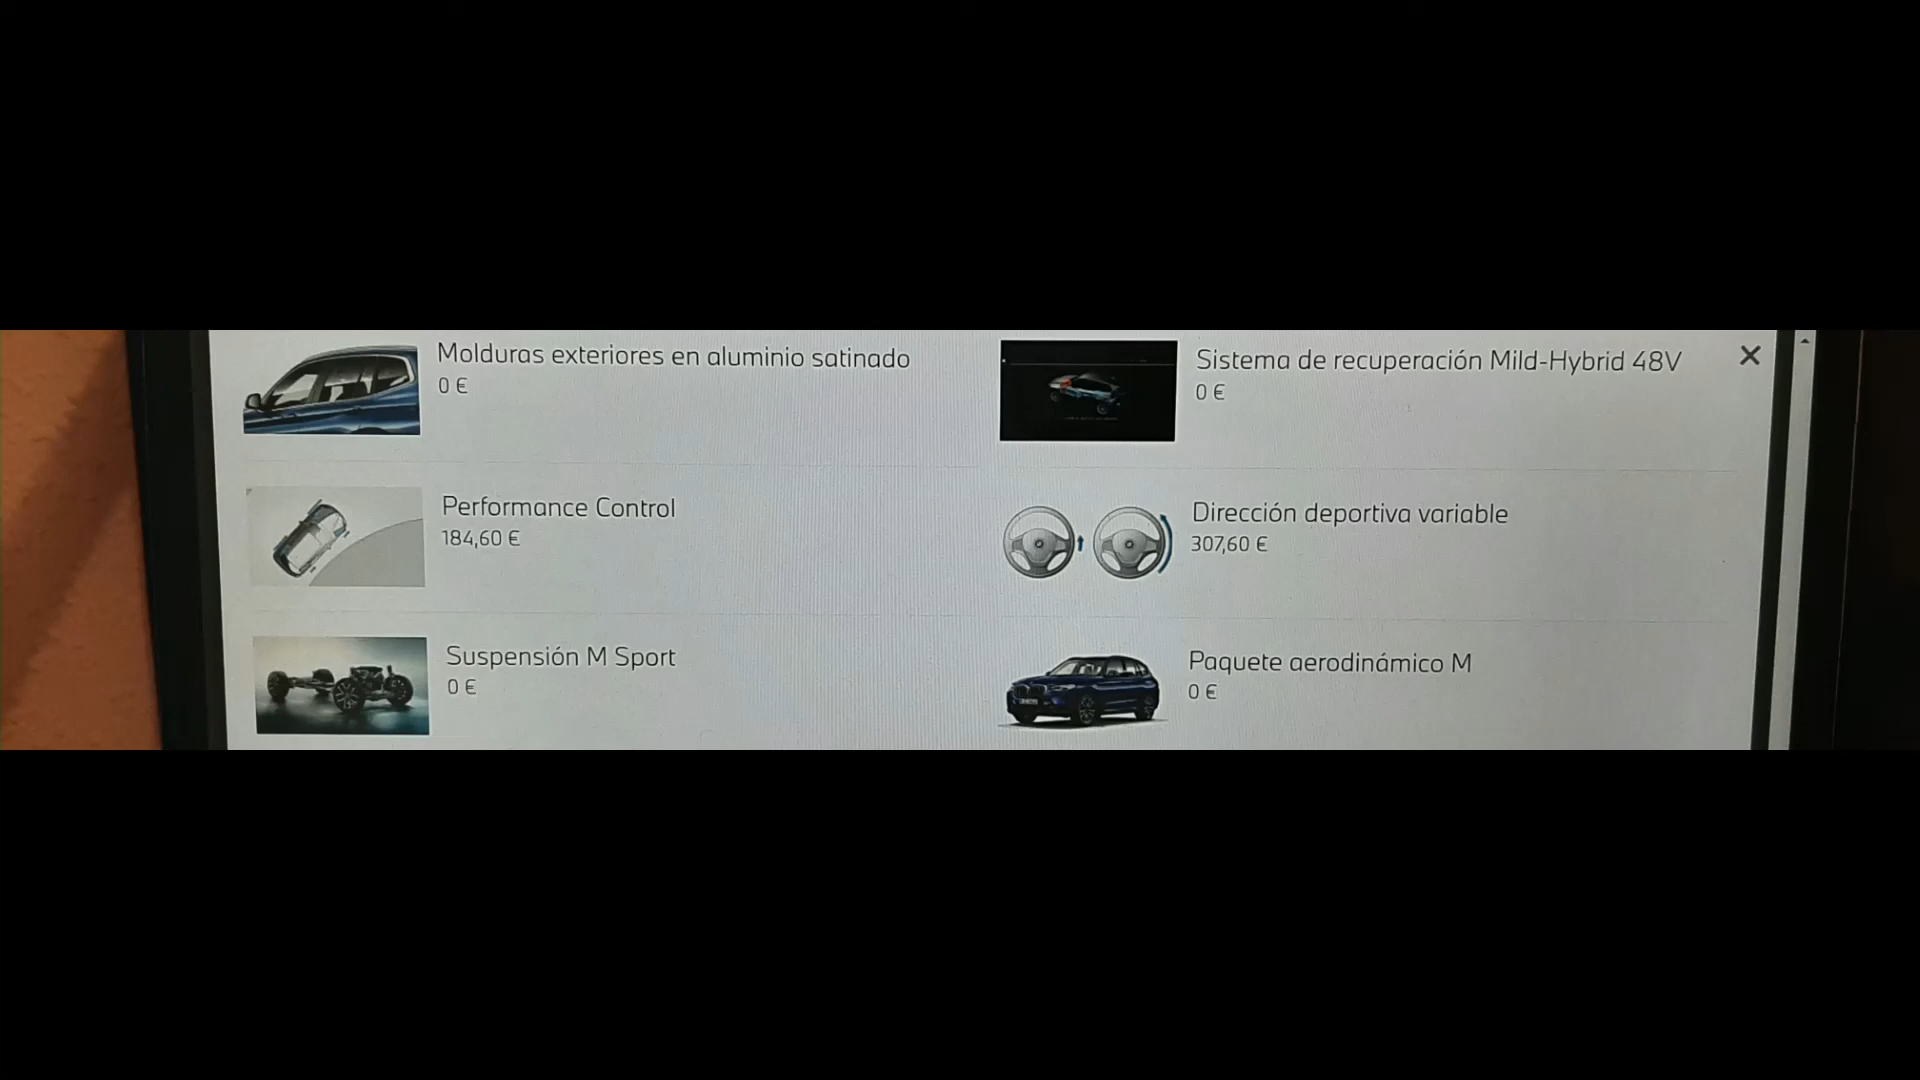 Molduras exteriores en aluminio satinado
0 €
Sistema de recuperación Mild-Hybrid 48V
0 €
Performance Control
184,60 €
Dirección deportiva variable
307,60 €
Suspensión M Sport
0 €
Paquete aerodinámico M
0 €